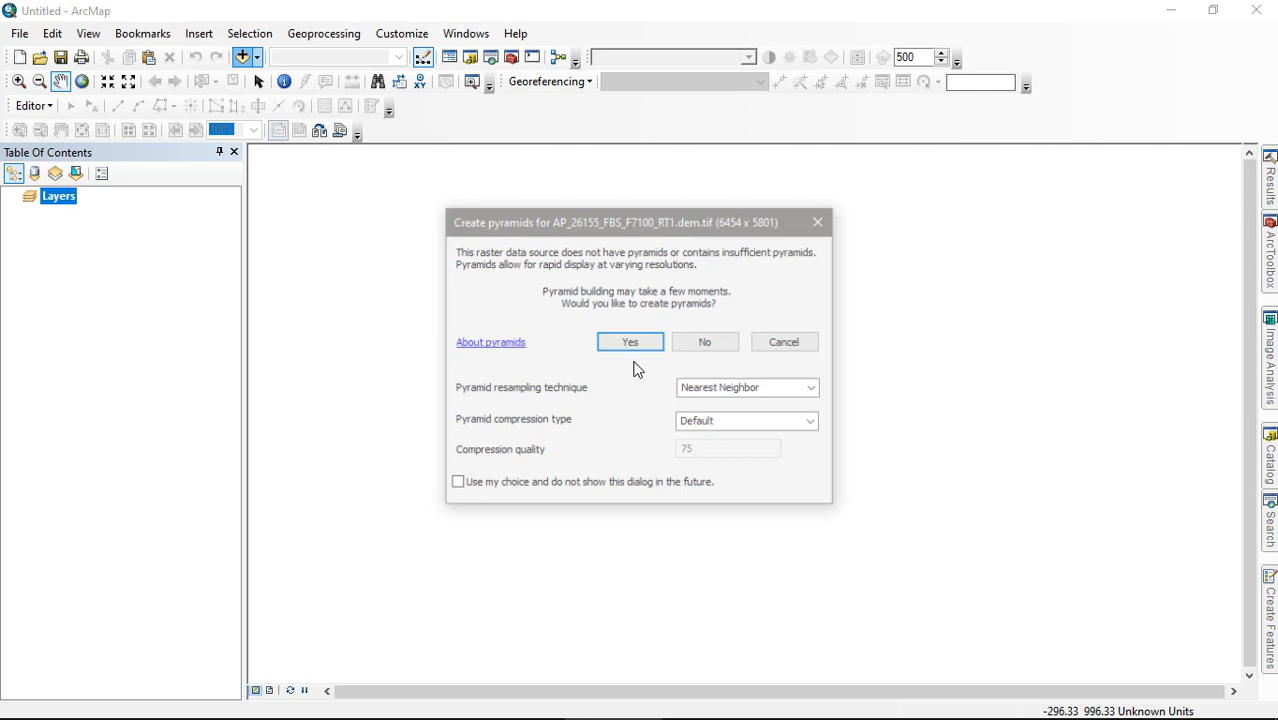 Untitled - ArcMap
File Edit View Bookmarks Insert Selection Geoprocessing Customize Windows Help
500
Georeferencing
Editor
100%
Table Of Contents
Layers
Create pyramids for AP_26155_FBS_F7100_RT1.dem.tif (6454 x 5801)
This raster data source does not have pyramids or contains insufficient pyramids.
Pyramids allow for rapid display at varying resolutions.
Pyramid building may take a few moments.
Would you like to create pyramids?
About pyramids Yes No Cancel
Pyramid resampling technique Nearest Neighbor
Pyramid compression type Default
Compression quality 75
Use my choice and do not show this dialog in the future.
Results
ArcToolbox
Image Analysis
Catalog
Search
Create Features
-296.33 996.33 Unknown Units